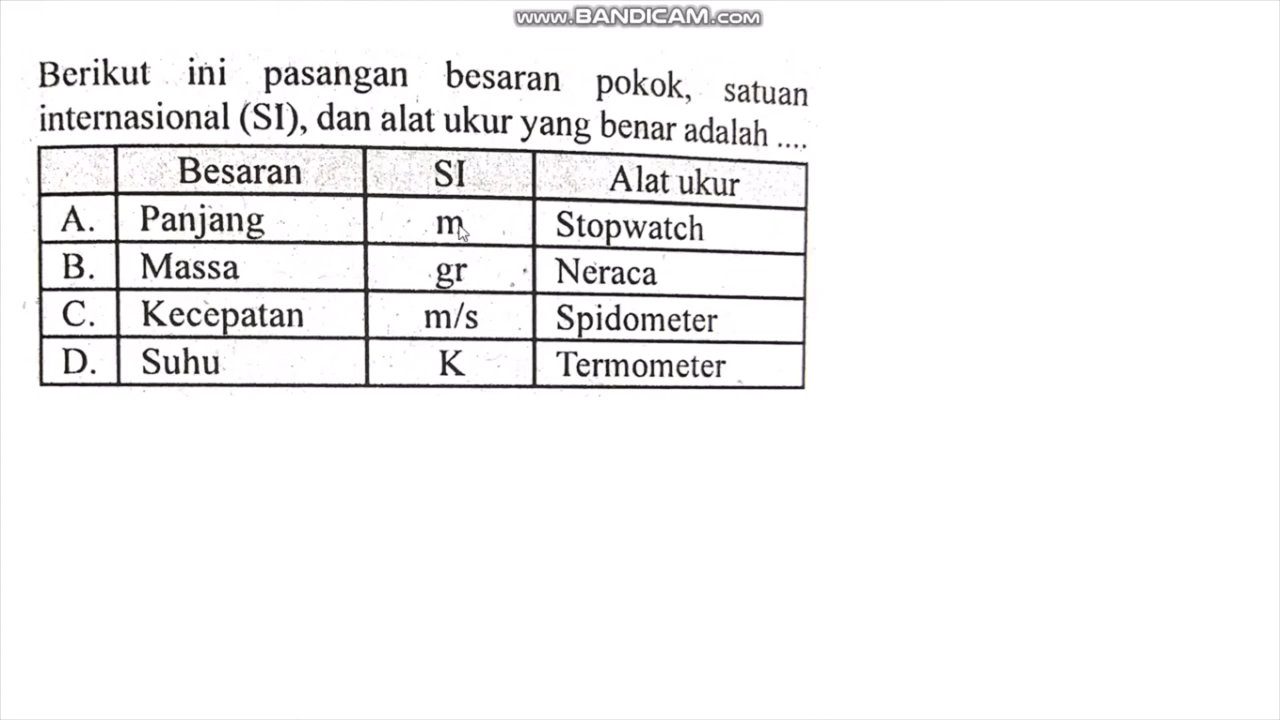 www.BANDICAM.com
Berikut ini pasangan besaran pokok, satuan
internasional (SI), dan alat ukur yang benar adalah ....
Besaran SI Alat ukur
A. Panjang m Stopwatch
B. Massa gr Neraca
C. Kecepatan m/s Spidometer
D. Suhu K Termometer